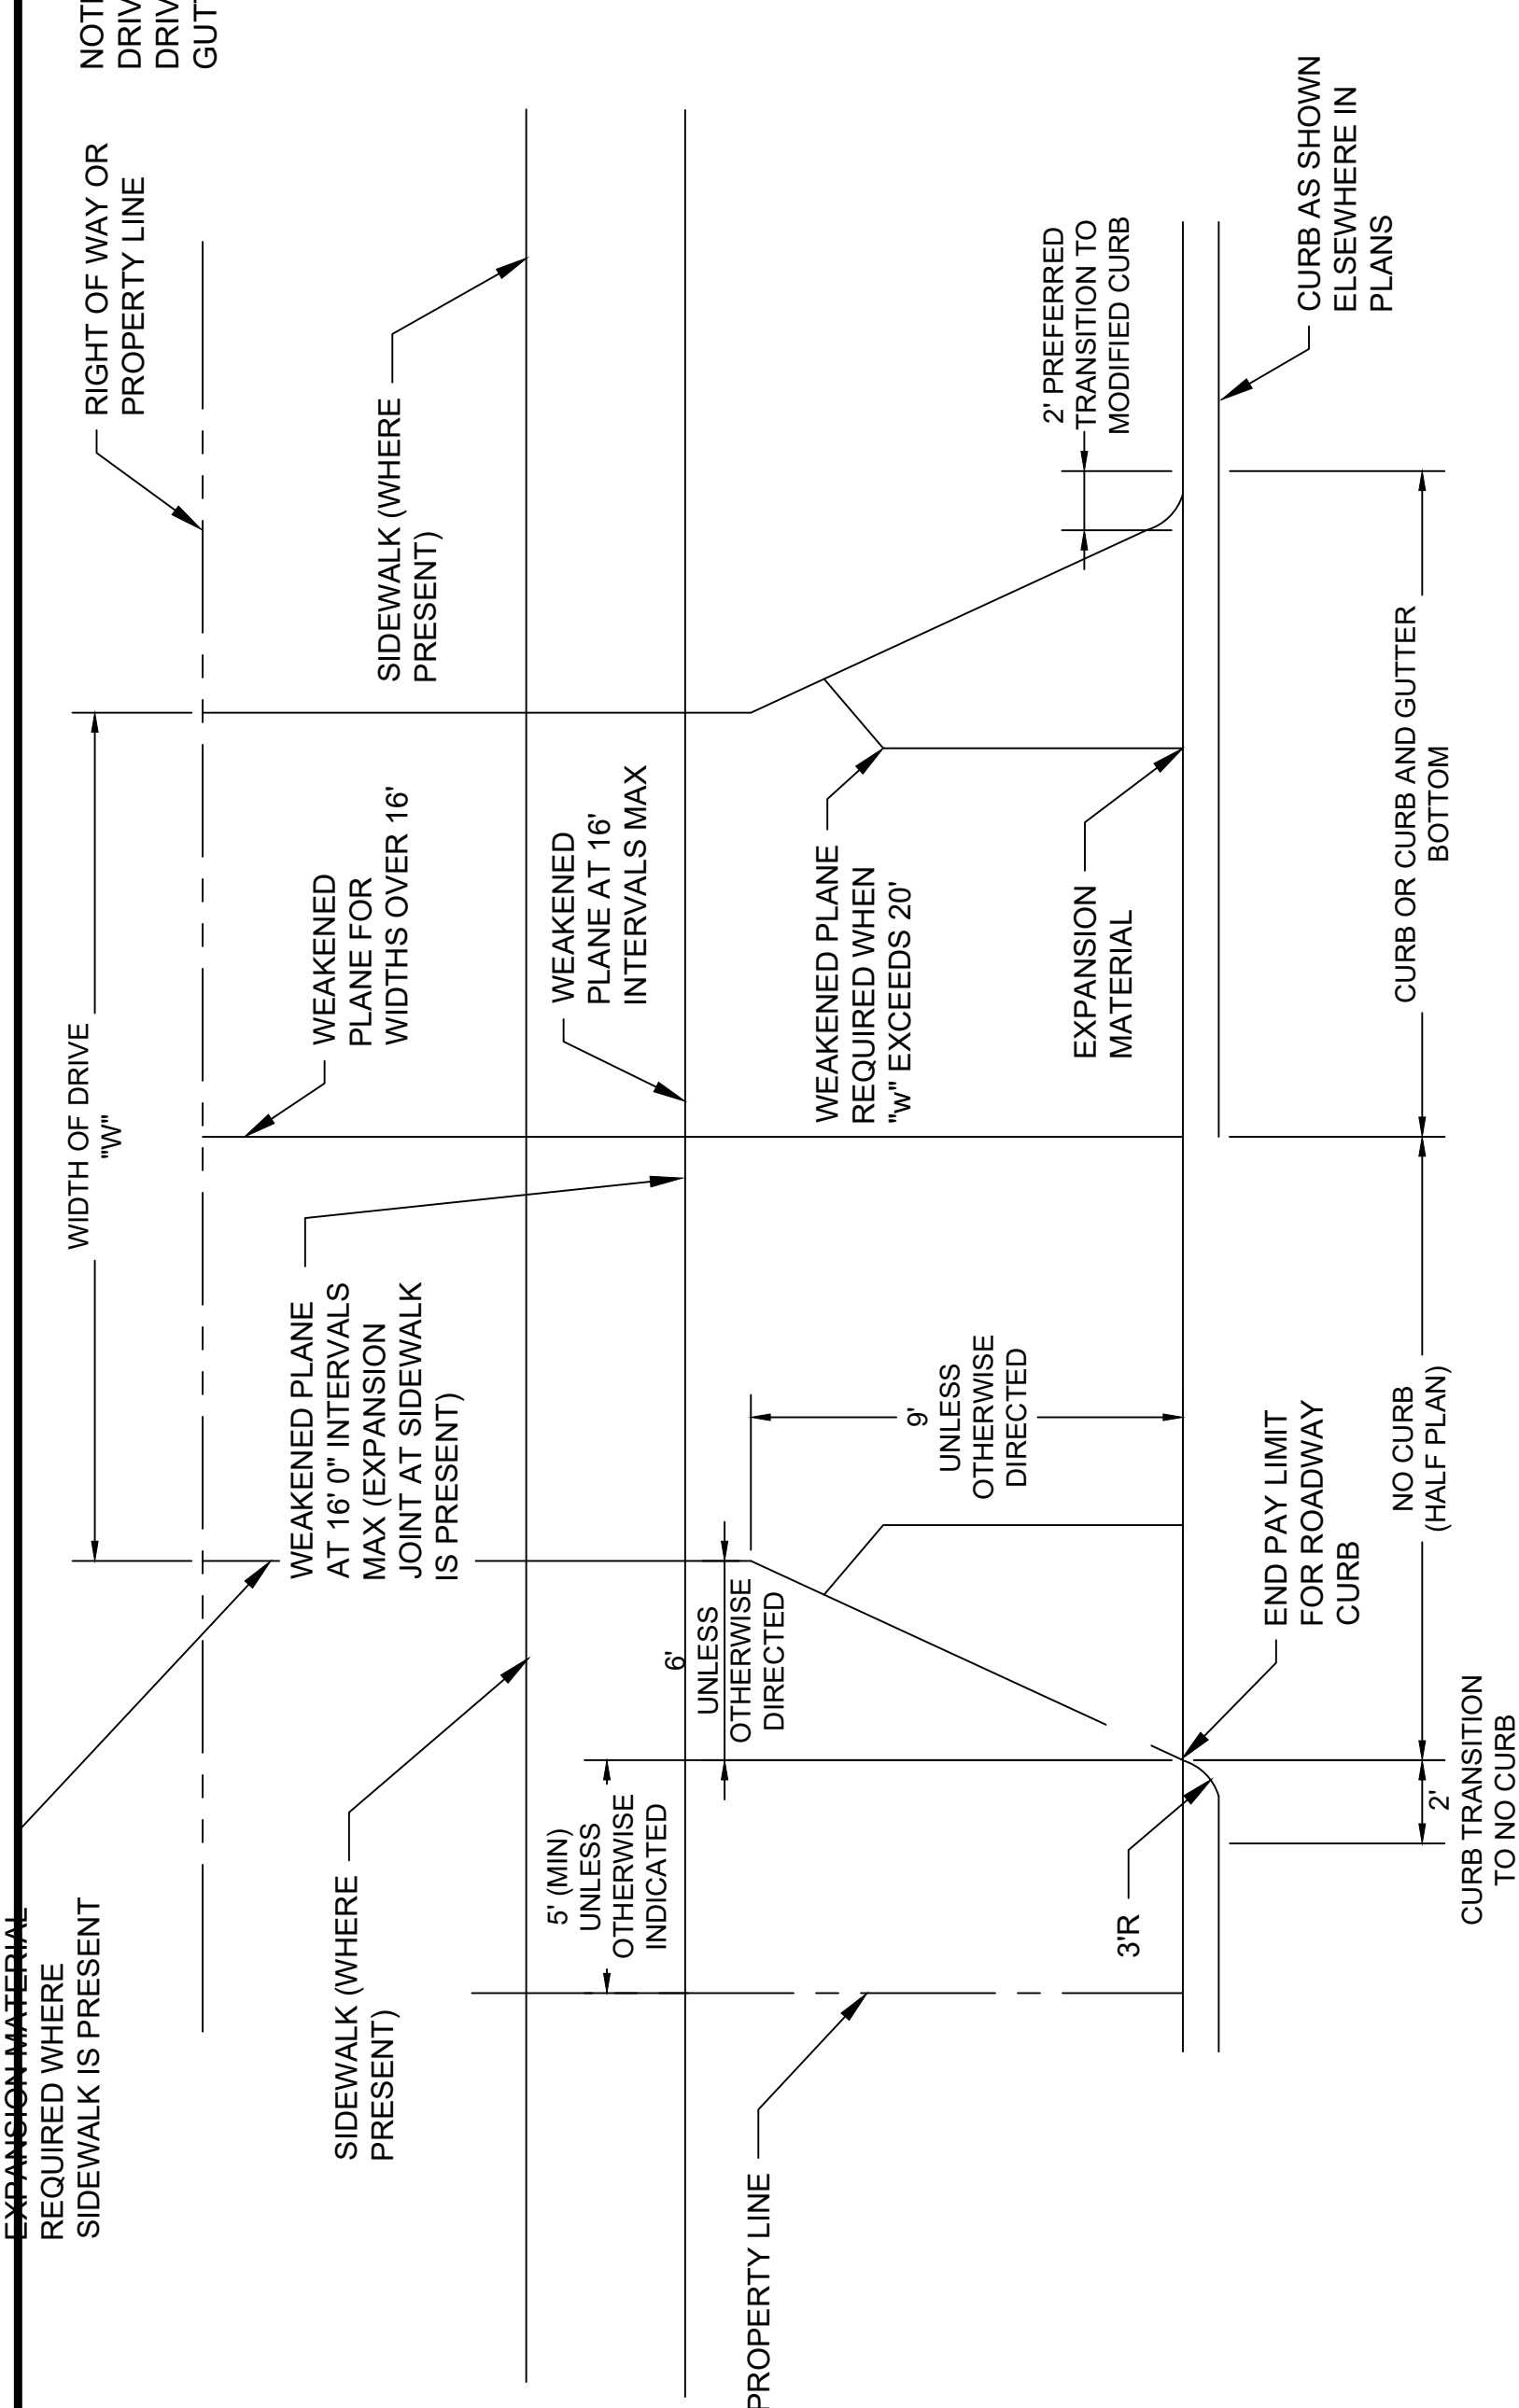 NOT
DRIV
DRIV
GUT
RIGHT OF WAY OR
PROPERTY LINE
WIDTH OF DRIVE
"W"
EXPANSION MATERIAL
REQUIRED WHERE
SIDEWALK IS PRESENT
WEAKENED
PLANE FOR
WIDTHS OVER 16'
SIDEWALK (WHERE
PRESENT)
WEAKENED PLANE
AT 16' 0" INTERVALS
MAX (EXPANSION
JOINT AT SIDEWALK
IS PRESENT)
SIDEWALK (WHERE
PRESENT)
WEAKENED
PLANE AT 16'
INTERVALS MAX
5' (MIN)
UNLESS
OTHERWISE
INDICATED
6'
UNLESS
OTHERWISE
DIRECTED
PROPERTY LINE
WEAKENED PLANE
REQUIRED WHEN
"w" EXCEEDS 20'
9'
UNLESS
OTHERWISE
DIRECTED
2' PREFERRED
TRANSITION TO
MODIFIED CURB
EXPANSION
MATERIAL
3'R
END PAY LIMIT
FOR ROADWAY
CURB
CURB AS SHOWN
ELSEWHERE IN
PLANS
CURB OR CURB AND GUTTER
BOTTOM
NO CURB
(HALF PLAN)
2'
CURB TRANSITION
TO NO CURB